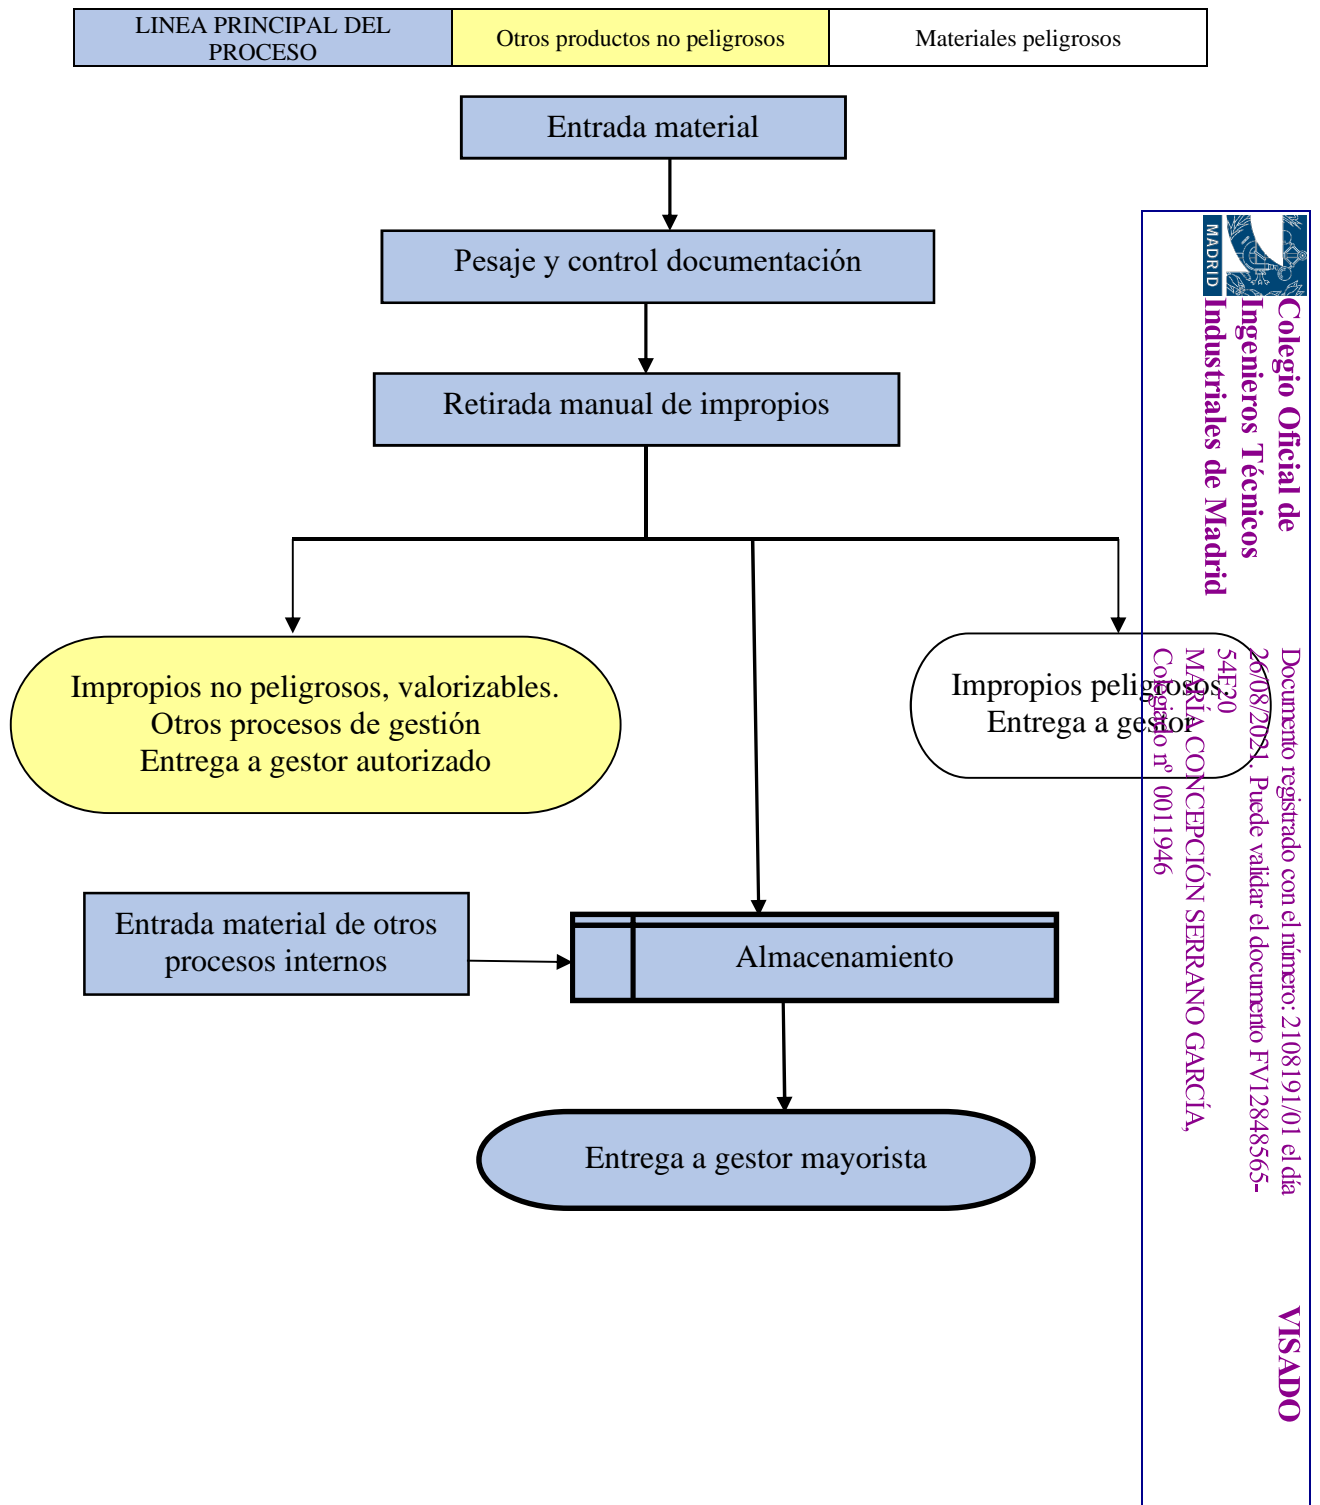 LINEA PRINCIPAL DEL
PROCESO
Otros productos no peligrosos
Materiales peligrosos
Entrada material
Pesaje y control documentación
Retirada manual de impropios
Impropios no peligrosos, valorizables.
Otros procesos de gestión
Entrega a gestor autorizado
Impropios peligrosos.
Entrega a gestor
Entrada material de otros
procesos internos
Almacenamiento
Entrega a gestor mayorista
MADRID
Colegio Oficial de
Ingenieros Técnicos
Industriales de Madrid
Documento registrado con el número: 2108191/01 el día
26/08/2021. Puede validar el documento FV12848565-
54E20
MARÍA CONCEPCIÓN SERRANO GARCÍA,
Colegiado nº 0011946
VISADO